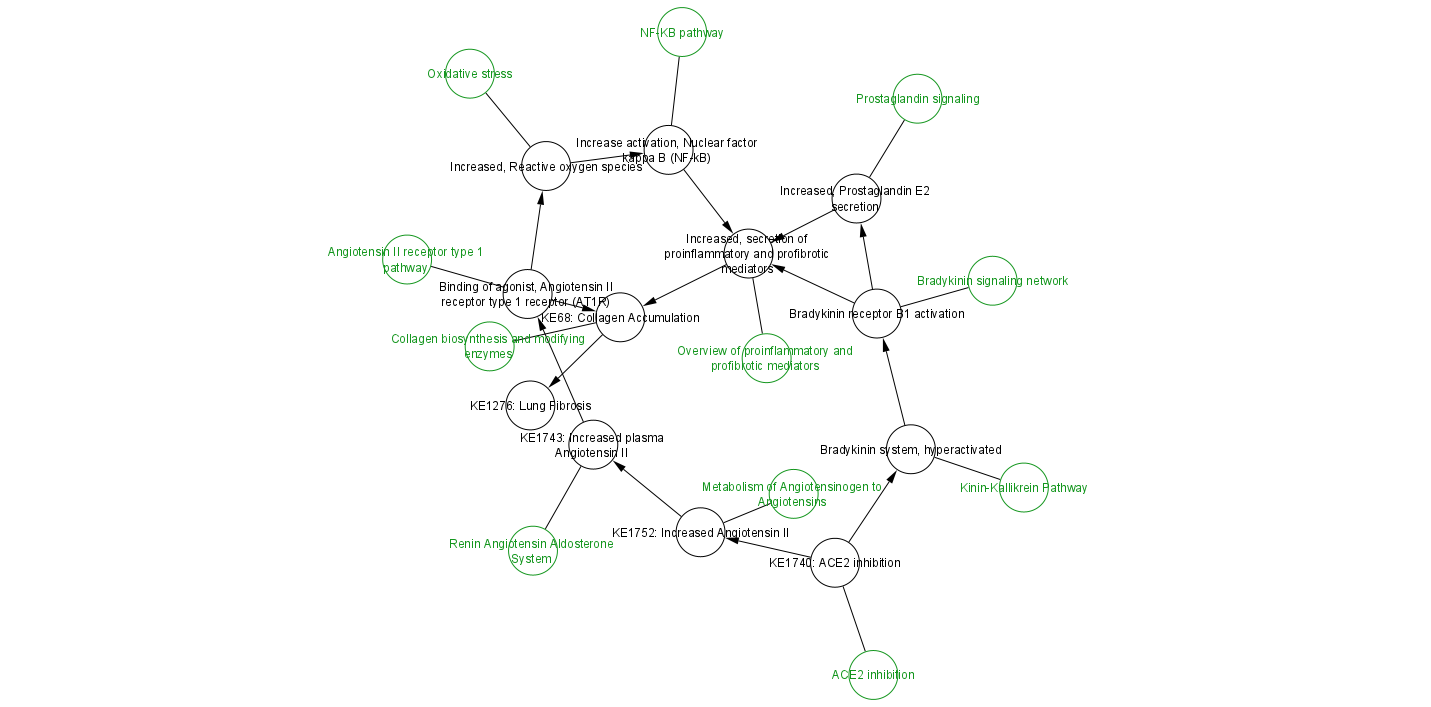 NF-KB pathway
Oxidative stress
Prostaglandin signaling
Increase activation, Nuclear factor
kappa B (NF-kB)
Increased, Reactive oxygen species
Increased, Prostaglandin E2
secretion
Increased, secretion of
proinflammatory and profibrotic
mediators
Angiotensin II receptor type 1
pathway
Bradykinin signaling network
Binding of agonist, Angiotensin II
receptor type 1 receptor (AT1R)
KE68: Collagen Accumulation
Bradykinin receptor B1 activation
Collagen biosynthesis and modifying
enzymes
Overview of proinflammatory and
profibrotic mediators
KE1276: Lung Fibrosis
KE1743: Increased plasma
Angiotensin II
Bradykinin system, hyperactivated
Metabolism of Angiotensinogen to
Angiotensins
Kinin-Kallikrein Pathway
KE1752: Increased Angiotensin II
Renin Angiotensin Aldosterone
System
KE1740: ACE2 inhibition
ACE2 inhibition